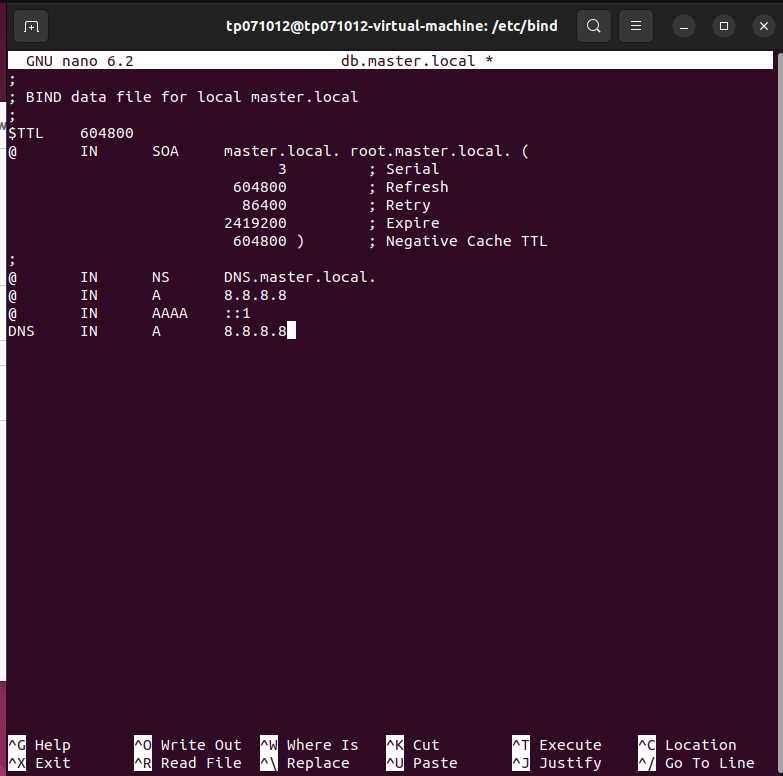 tp071012@tp071012-virtual-machine: /etc/bind
GNU nano 6.2 db.master.local *
;
; BIND data file for local master.local
;
$TTL 604800
@ IN SOA master.local. root.master.local. (
3 ; Serial
604800 ; Refresh
86400 ; Retry
2419200 ; Expire
604800 ) ; Negative Cache TTL
;
@ IN NS DNS.master.local.
@ IN A 8.8.8.8
@ IN AAAA ::1
DNS IN A 8.8.8.8
^G Help ^O Write Out ^W Where Is ^K Cut ^T Execute ^C Location
^X Exit ^R Read File ^\ Replace ^U Paste ^J Justify ^/ Go To Line